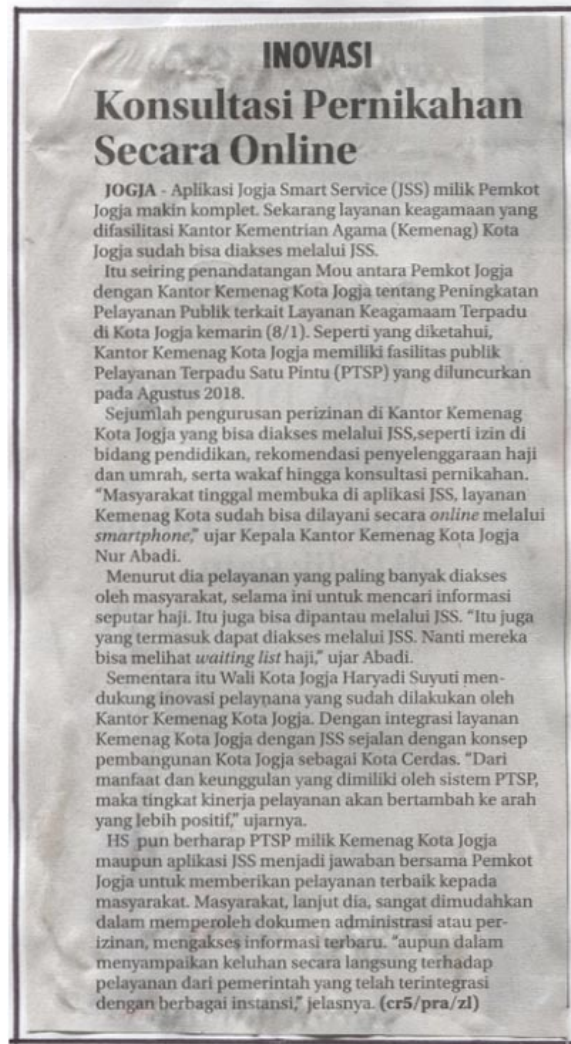 INOVASI
Konsultasi Pernikahan
Secara Online
JOGJA - Aplikasi Jogja Smart Service (JSS) milik Pemkot
Jogja makin komplet. Sekarang layanan keagamaan yang
difasilitasi Kantor Kementrian Agama (Kemenag) Kota
Jogja sudah bisa diakses melalui JSS.
Itu seiring penandatangan Mou antara Pemkot Jogja
dengan Kantor Kemenag Kota Jogja tentang Peningkatan
Pelayanan Publik terkait Layanan Keagamaam Terpadu
di Kota Jogja kemarin (8/1). Seperti yang diketahui,
Kantor Kemenag Kota Jogja memiliki fasilitas publik
Pelayanan Terpadu Satu Pintu (PTSP) yang diluncurkan
pada Agustus 2018.
Sejumlah pengurusan perizinan di Kantor Kemenag
Kota Jogja yang bisa diakses melalui JSS,seperti izin di
bidang pendidikan, rekomendasi penyelenggaraan haji
dan umrah, serta wakaf hingga konsultasi pernikahan.
“Masyarakat tinggal membuka di aplikasi JSS, layanan
Kemenag Kota sudah bisa dilayani secara online melalui
smartphone,” ujar Kepala Kantor Kemenag Kota Jogja
Nur Abadi.
Menurut dia pelayanan yang paling banyak diakses
oleh masyarakat, selama ini untuk mencari informasi
seputar haji. Itu juga bisa dipantau melalui JSS. “Itu juga
yang termasuk dapat diakses melalui JSS. Nanti mereka
bisa melihat waiting list haji,” ujar Abadi.
Sementara itu Wali Kota Jogja Haryadi Suyuti men-
dukung inovasi pelaynana yang sudah dilakukan oleh
Kantor Kemenag Kota Jogja. Dengan integrasi layanan
Kemenag Kota Jogja dengan JSS sejalan dengan konsep
pembangunan Kota Jogja sebagai Kota Cerdas. “Dari
manfaat dan keunggulan yang dimiliki oleh sistem PTSP,
maka tingkat kinerja pelayanan akan bertambah ke arah
yang lebih positif,” ujarnya.
HS pun berharap PTSP milik Kemenag Kota Jogja
maupun aplikasi JSS menjadi jawaban bersama Pemkot
Jogja untuk memberikan pelayanan terbaik kepada
masyarakat. Masyarakat, lanjut dia, sangat dimudahkan
dalam memperoleh dokumen administrasi atau per-
izinan, mengakses informasi terbaru. “aupun dalam
menyampaikan keluhan secara langsung terhadap
pelayanan dari pemerintah yang telah terintegrasi
dengan berbagai instansi,” jelasnya. (cr5/pra/zl)